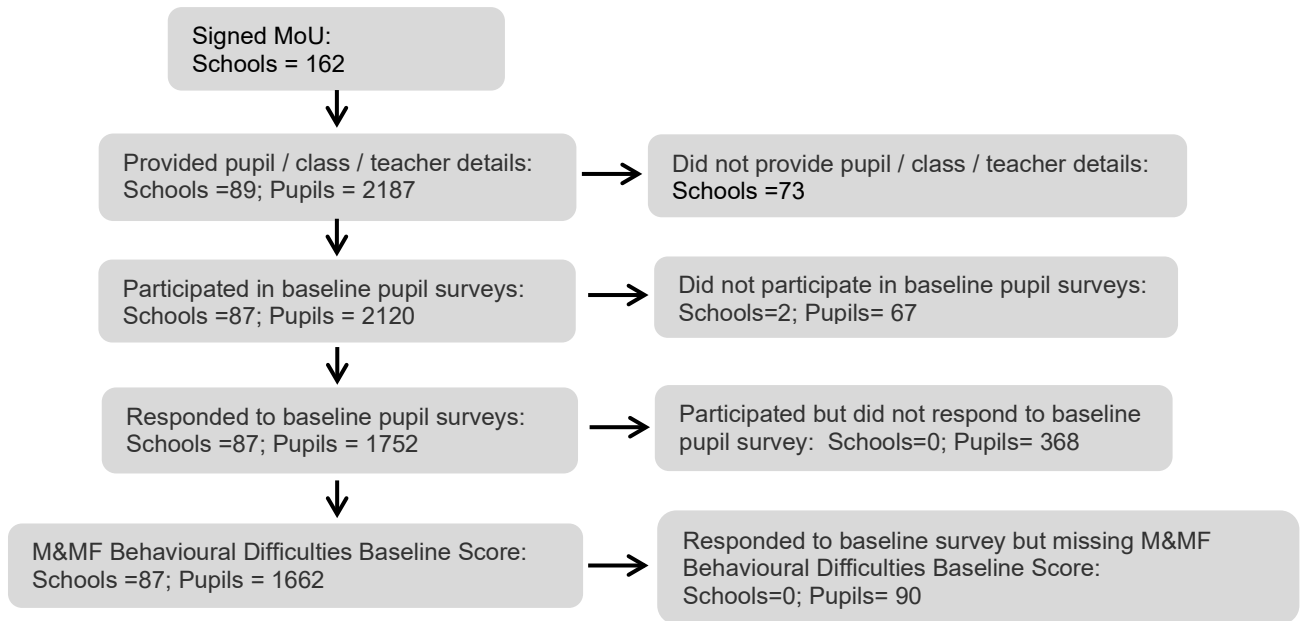 Signed MoU:
Schools = 162
Provided pupil / class / teacher details:
Schools =89; Pupils = 2187
Did not provide pupil / class / teacher details:
Schools =73
Participated in baseline pupil surveys:
Schools =87; Pupils = 2120
Did not participate in baseline pupil surveys:
Schools=2; Pupils= 67
Responded to baseline pupil surveys:
Schools =87; Pupils = 1752
Participated but did not respond to baseline
pupil survey:  Schools=0; Pupils= 368
M&MF Behavioural Difficulties Baseline Score:
Schools =87; Pupils = 1662
Responded to baseline survey but missing M&MF
Behavioural Difficulties Baseline Score:
Schools=0; Pupils= 90